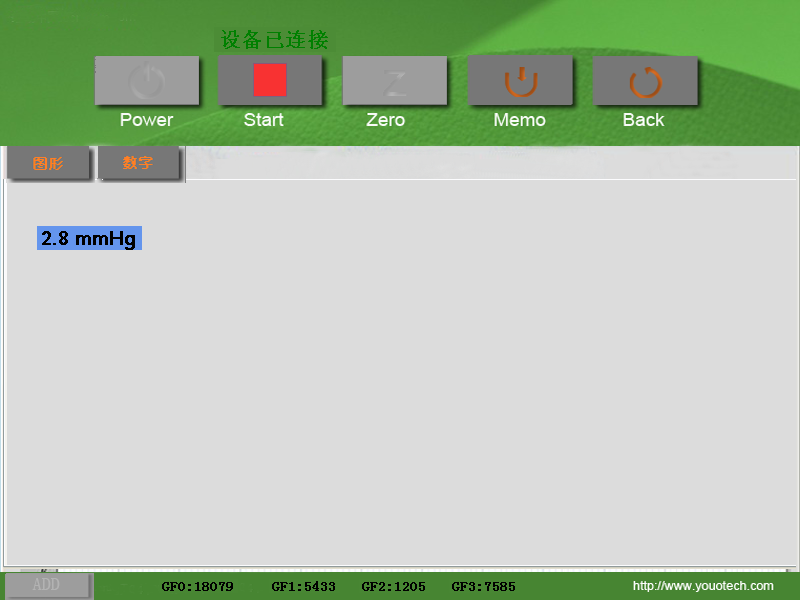 设备已连接
Power Start Zero Memo Back
图形 数字
2.8 mmHg
ADD GF0:18079 GF1:5433 GF2:1205 GF3:7585 http://www.youotech.com